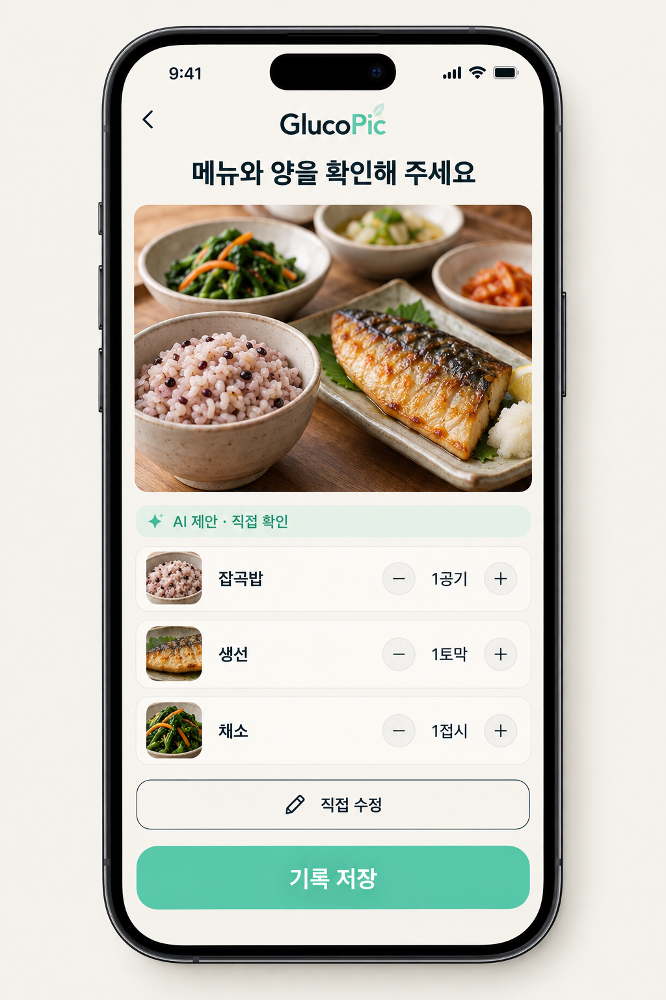 9:41
GlucoPic
메뉴와 양을 확인해 주세요
AI 제안 · 직접 확인
잡곡밥
1공기
생선
1토막
채소
1접시
직접 수정
기록 저장